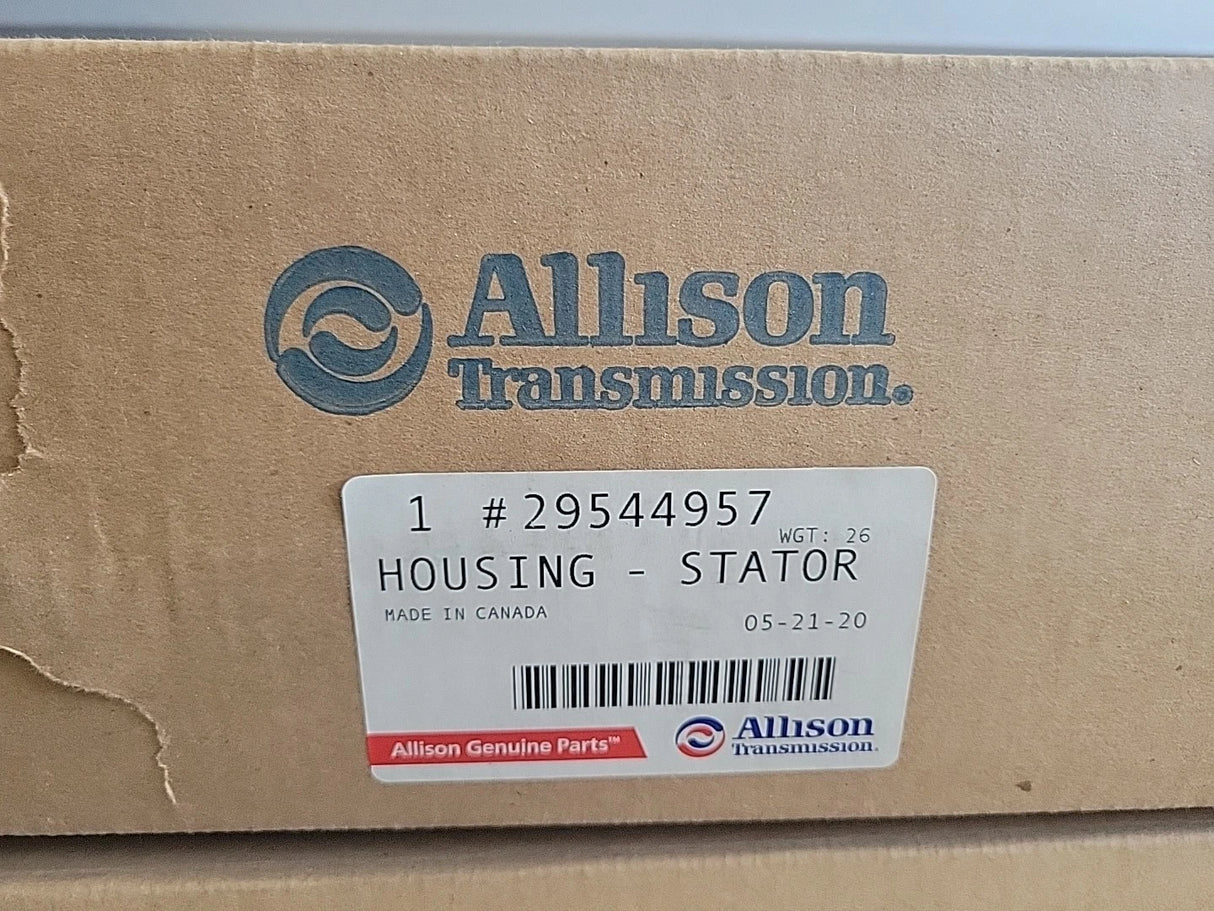 Allison
Transmission.
1 #29544957
WGT: 26
HOUSING - STATOR
MADE IN CANADA
05-21-20
Allison Genuine Parts™
Allison
Transmission.